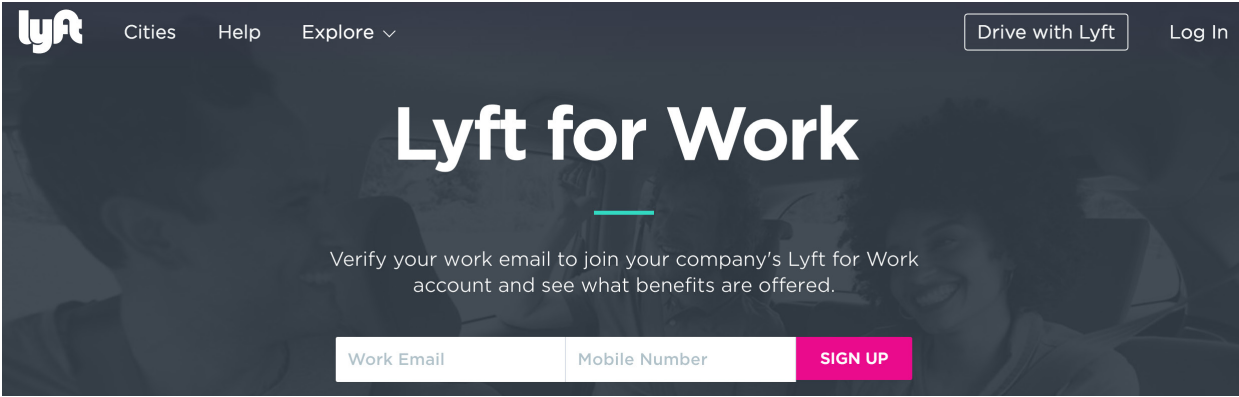 lyft
Cities
Help
Explore
Drive with Lyft
Log In
Lyft for Work
Verify your work email to join your company's Lyft for Work
account and see what benefits are offered.
Work Email
Mobile Number
SIGN UP